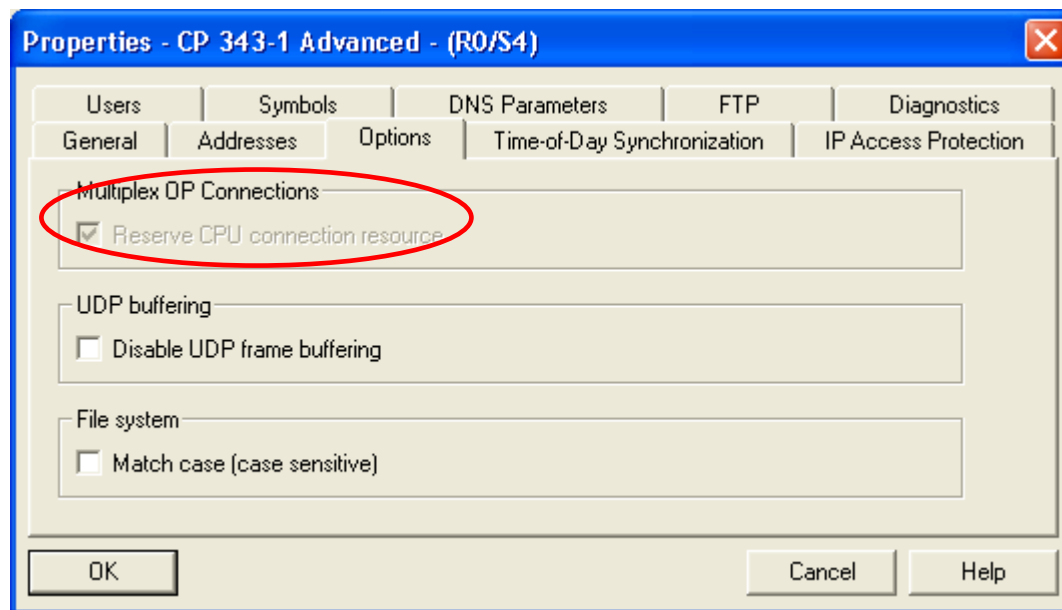 Properties - CP 343-1 Advanced - (R0/S4)
Users Symbols DNS Parameters FTP Diagnostics
General Addresses Options Time-of-Day Synchronization IP Access Protection
Multiplex OP Connections
Reserve CPU connection resource
UDP buffering
Disable UDP frame buffering
File system
Match case (case sensitive)
OK Cancel Help